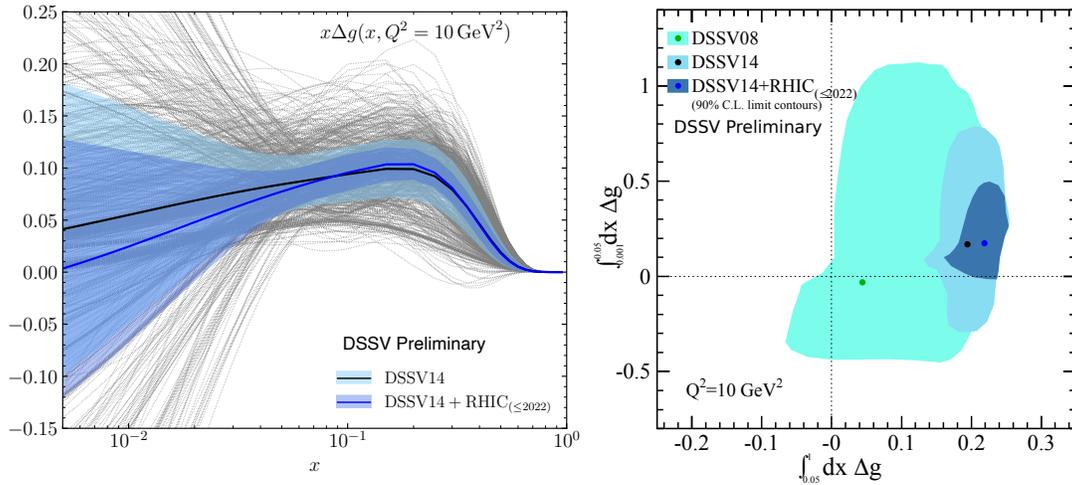 xΔg(x, Q² = 10 GeV²)
0.25
0.20
0.15
0.10
0.05
0.00
−0.05
−0.10
−0.15
DSSV Preliminary
DSSV14
DSSV14 + RHIC(≤2022)
10⁻²
10⁻¹
10⁰
x
DSSV08
DSSV14
DSSV14+RHIC(≤2022)
(90% C.L. limit contours)
DSSV Preliminary
1
0.5
0
-0.5
∫0.001^0.05 dx Δg
Q²=10 GeV²
-0.2
-0.1
-0
0.1
0.2
0.3
∫0.05^1 dx Δg